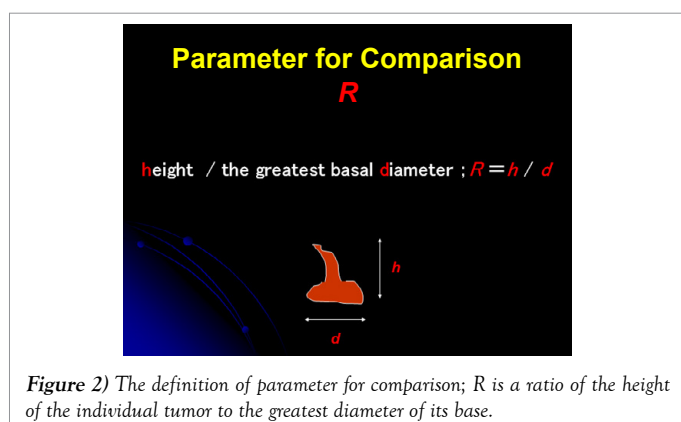 Parameter for Comparison
R
height / the greatest basal diameter ; R=h / d
h
d
Figure 2) The definition of parameter for comparison; R is a ratio of the height
of the individual tumor to the greatest diameter of its base.